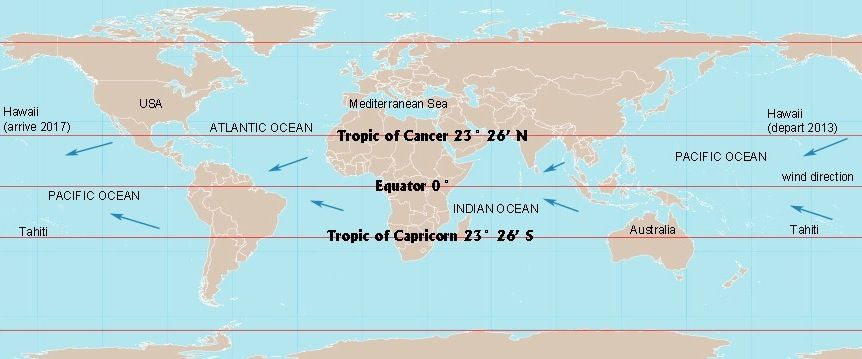 Hawaii
(arrive 2017)
USA
ATLANTIC OCEAN
Mediterranean Sea
Tropic of Cancer 23° 26' N
Hawaii
(depart 2013)
PACIFIC OCEAN
wind direction
Equator 0°
PACIFIC OCEAN
INDIAN OCEAN
Tahiti
Tropic of Capricorn 23° 26' S
Australia
Tahiti